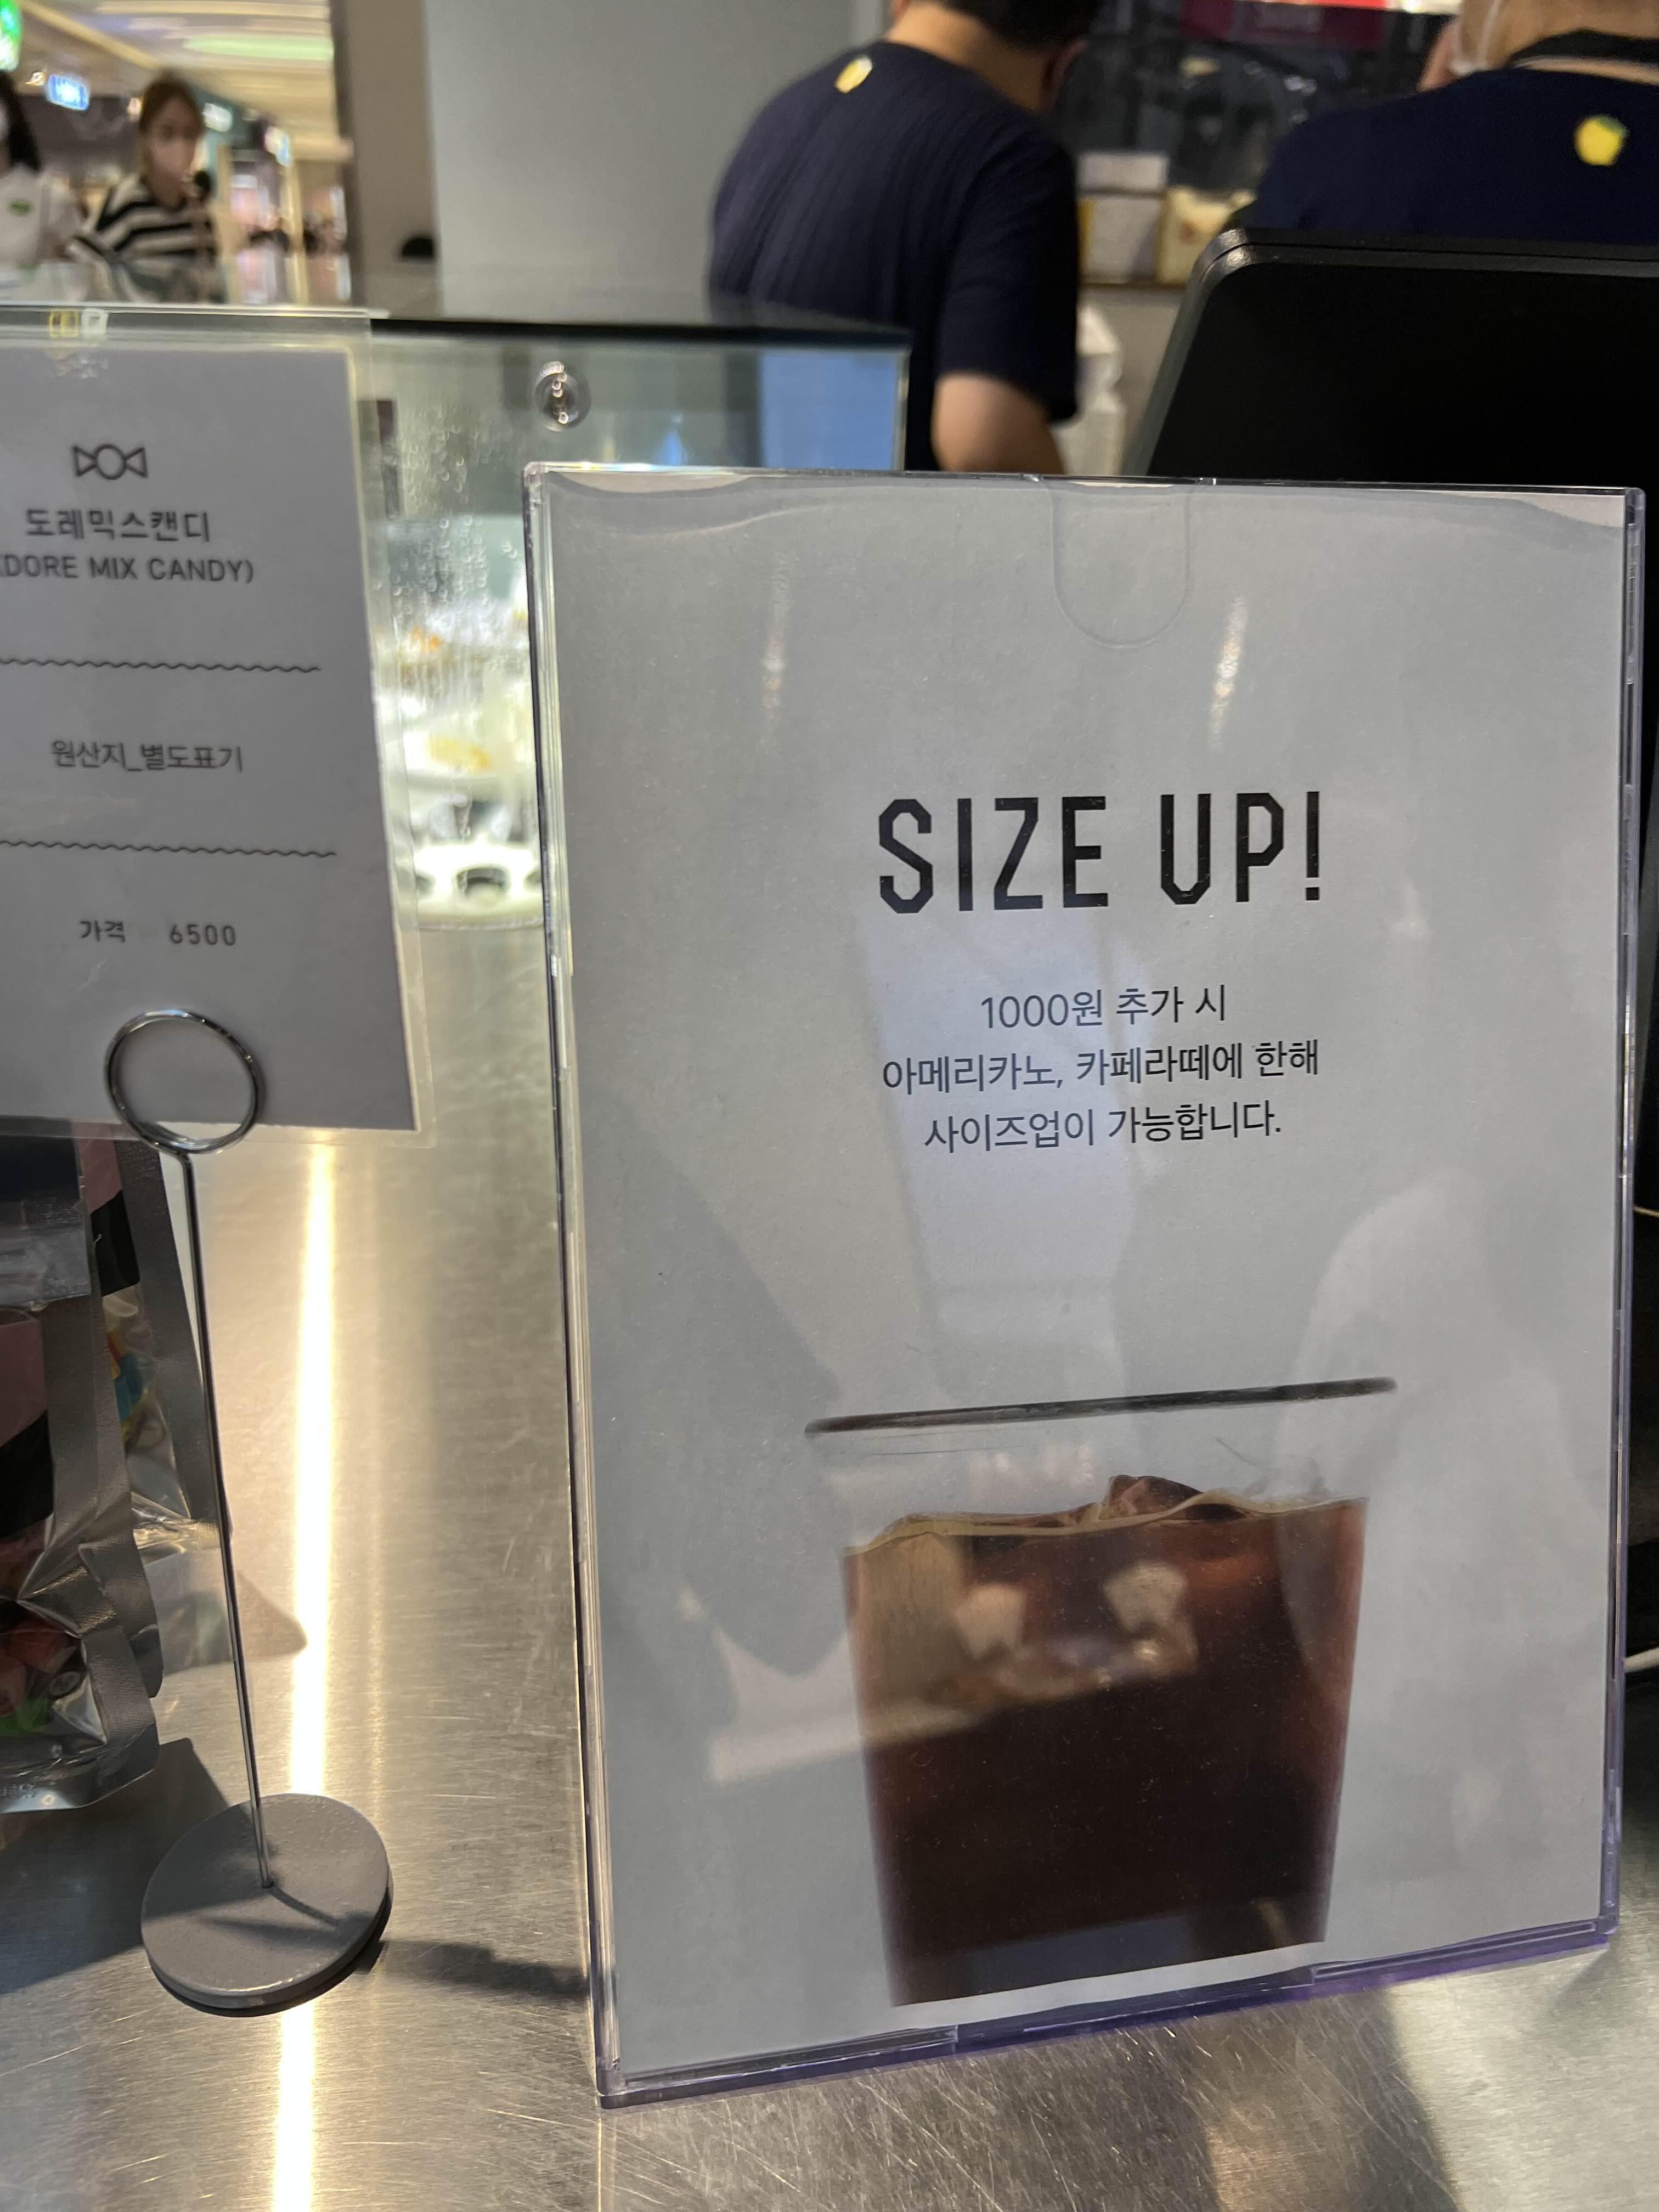 도레믹스캔디
(DORE MIX CANDY)
원산지_별도표기
가격 6500
SIZE UP!
1000원 추가 시
아메리카노, 카페라떼에 한해
사이즈업이 가능합니다.